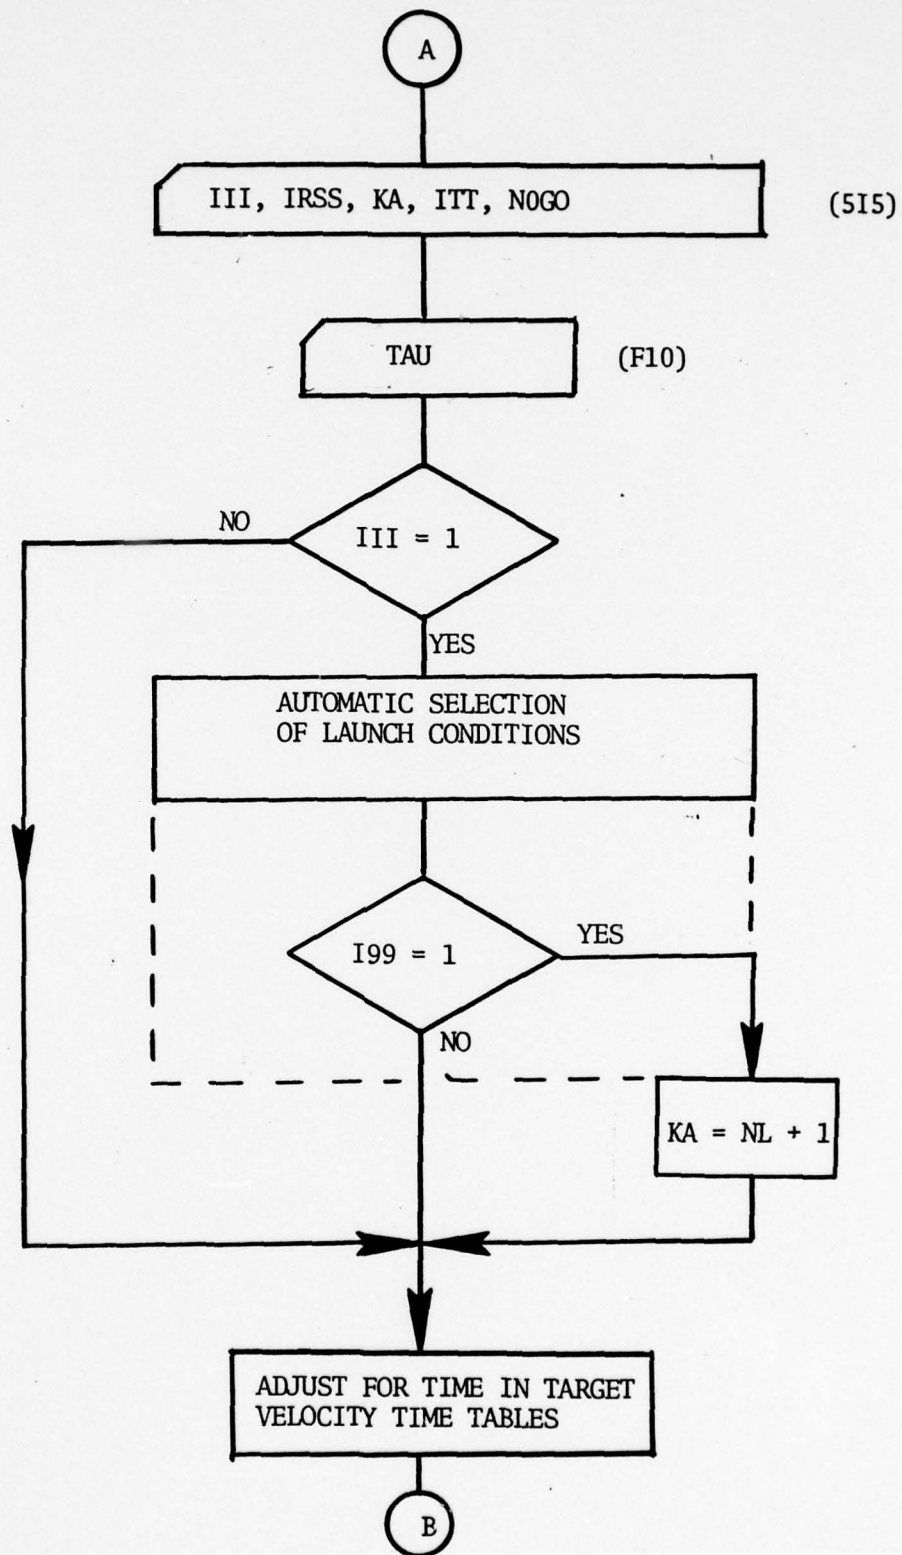 A
III, IRSS, KA, ITT, N0GO
(5I5)
TAU
(F10)
III = 1
NO
YES
AUTOMATIC SELECTION
OF LAUNCH CONDITIONS
I99 = 1
YES
NO
KA = NL + 1
ADJUST FOR TIME IN TARGET
VELOCITY TIME TABLES
B